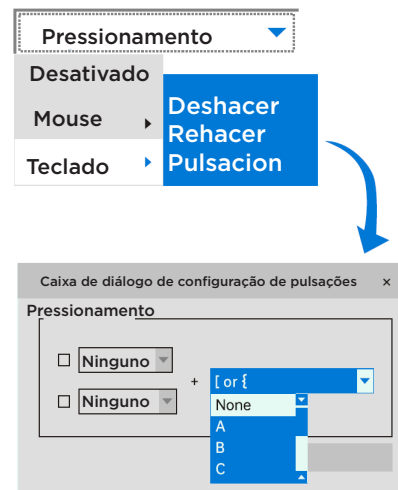 Pressionamento
Desativado
Mouse
Teclado
Deshacer
Rehacer
Pulsacion
Caixa de diálogo de configuração de pulsações ×
Pressionamento
Ninguno
+
[ or {
Ninguno
None
A
B
C